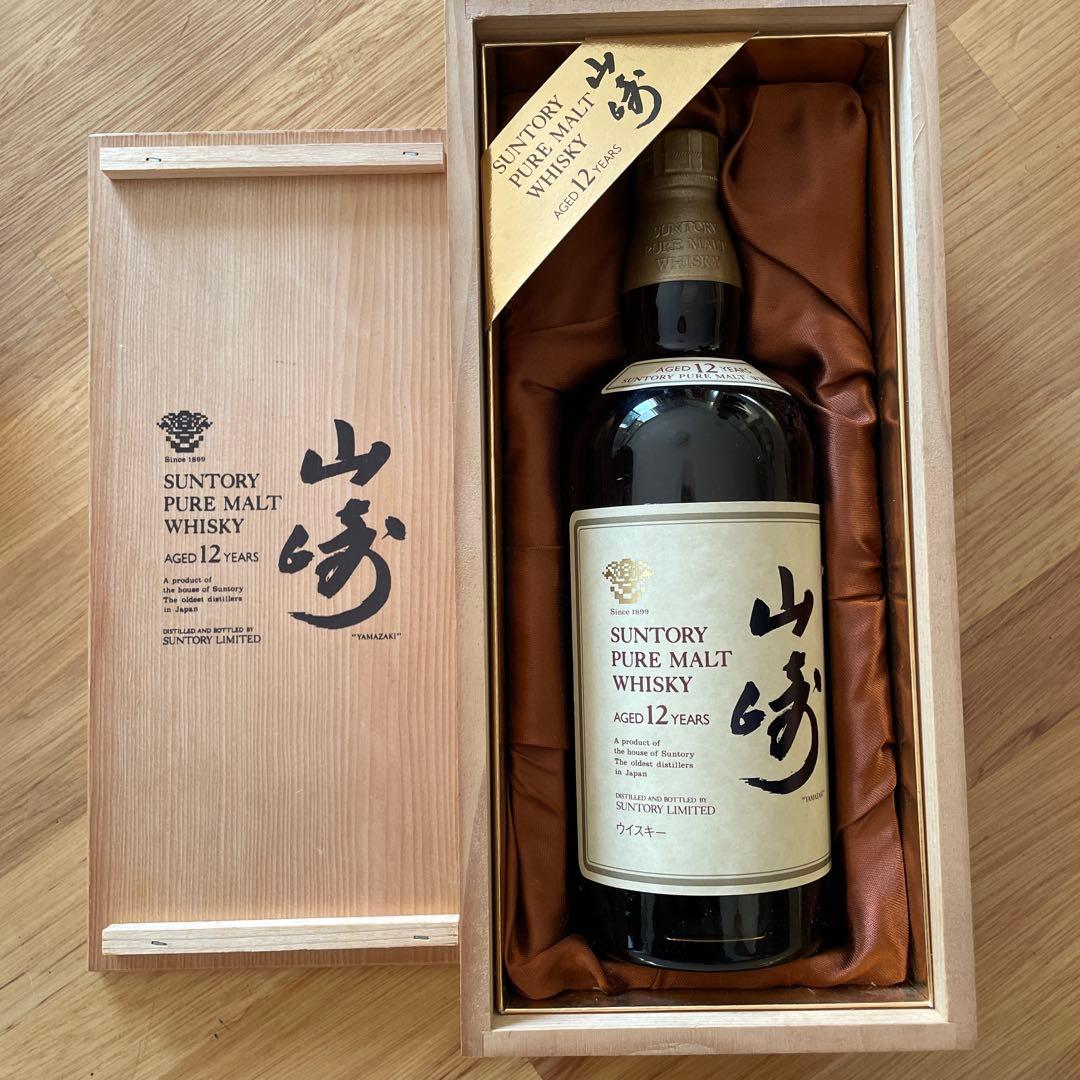 Since 1899
SUNTORY
PURE MALT
WHISKY
AGED 12 YEARS
A product of
the house of Suntory
The oldest distillers
in Japan
DISTILLED AND BOTTLED BY
SUNTORY LIMITED
山崎
"YAMAZAKI"
SUNTORY
PURE MALT
WHISKY
AGED 12 YEARS
山崎
SUNTORY
PURE MALT
WHISKY
AGED 12 YEARS
SUNTORY PURE MALT
Since 1899
SUNTORY
PURE MALT
WHISKY
AGED 12 YEARS
A product of
the house of Suntory
The oldest distillers
in Japan
DISTILLED AND BOTTLED BY
SUNTORY LIMITED
ウイスキー
山崎
"YAMAZAKI"